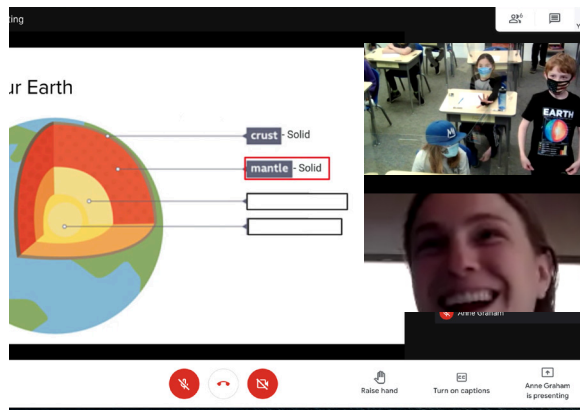 ting
ur Earth
crust - Solid
mantle - Solid
EARTH
M
Anne Graham
Raise hand
CC
Turn on captions
Anne Graham
is presenting